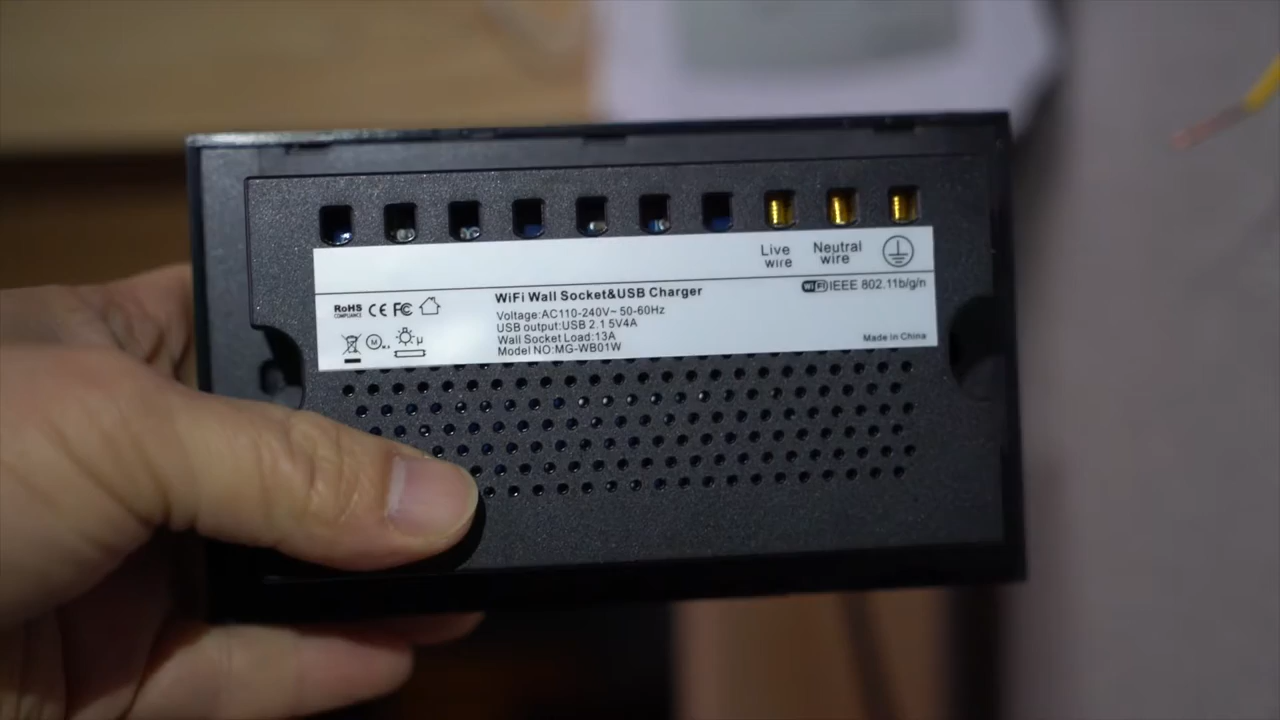 Live
wire
Neutral
wire
RoHS
COMPLIANCE
CE FC
WiFi Wall Socket&USB Charger
WiFi IEEE 802.11b/g/n
Voltage:AC110-240V~ 50-60Hz
USB output:USB 2.1 5V4A
Wall Socket Load:13A
Model NO:MG-WB01W
M
μ
Made in China